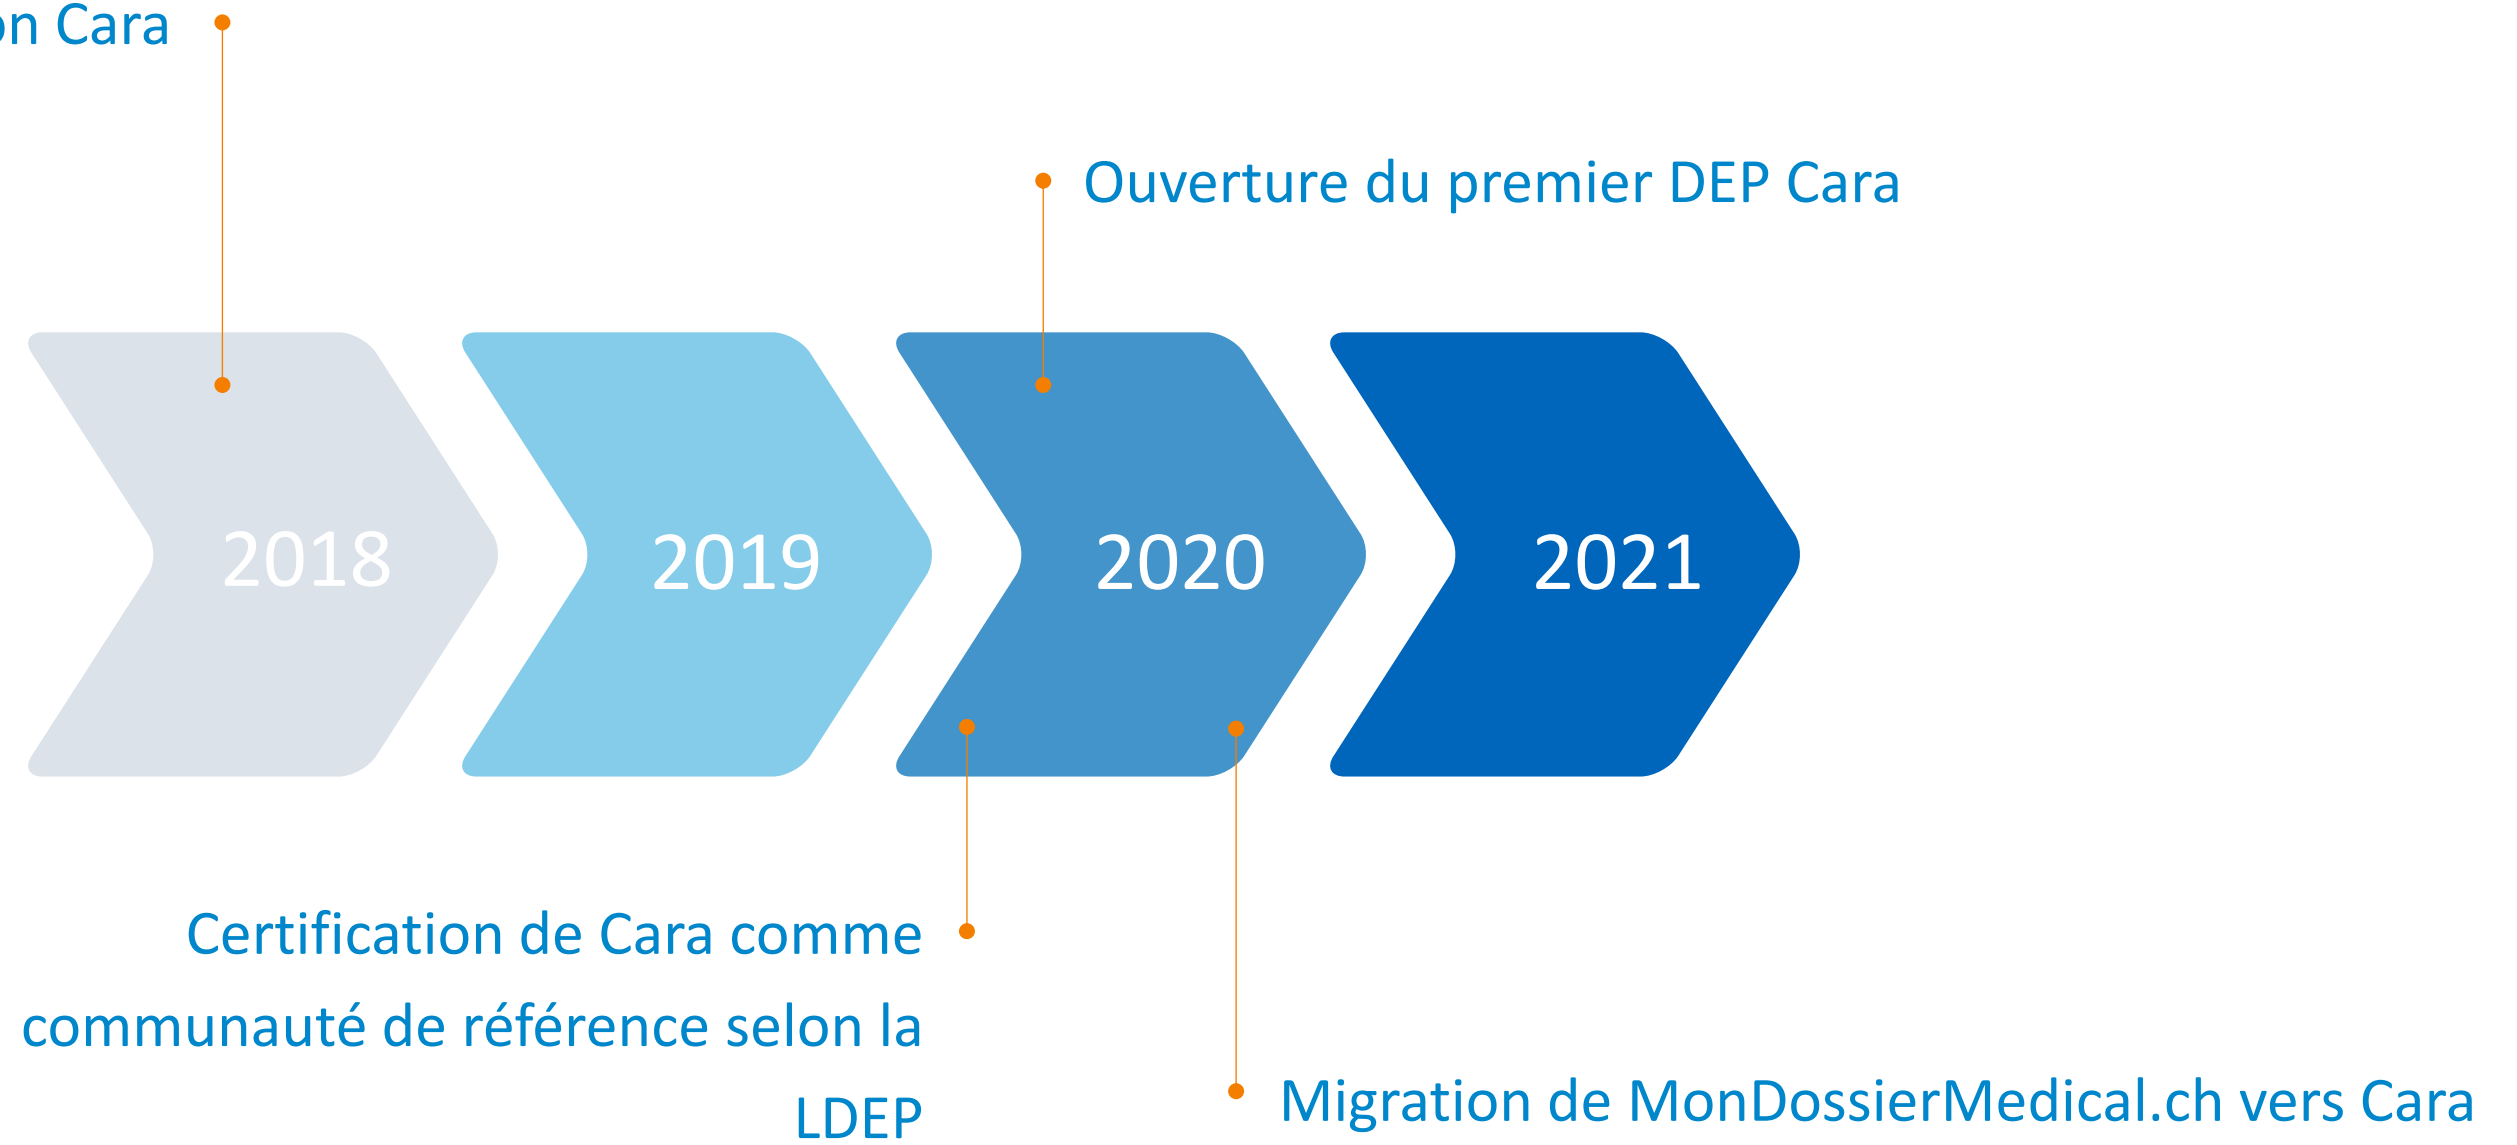 n Cara
Ouverture du premier DEP Cara
2018
2019
2020
2021
Certification de Cara comme
communauté de référence selon la
LDEP
Migration de MonDossierMedical.ch vers Cara